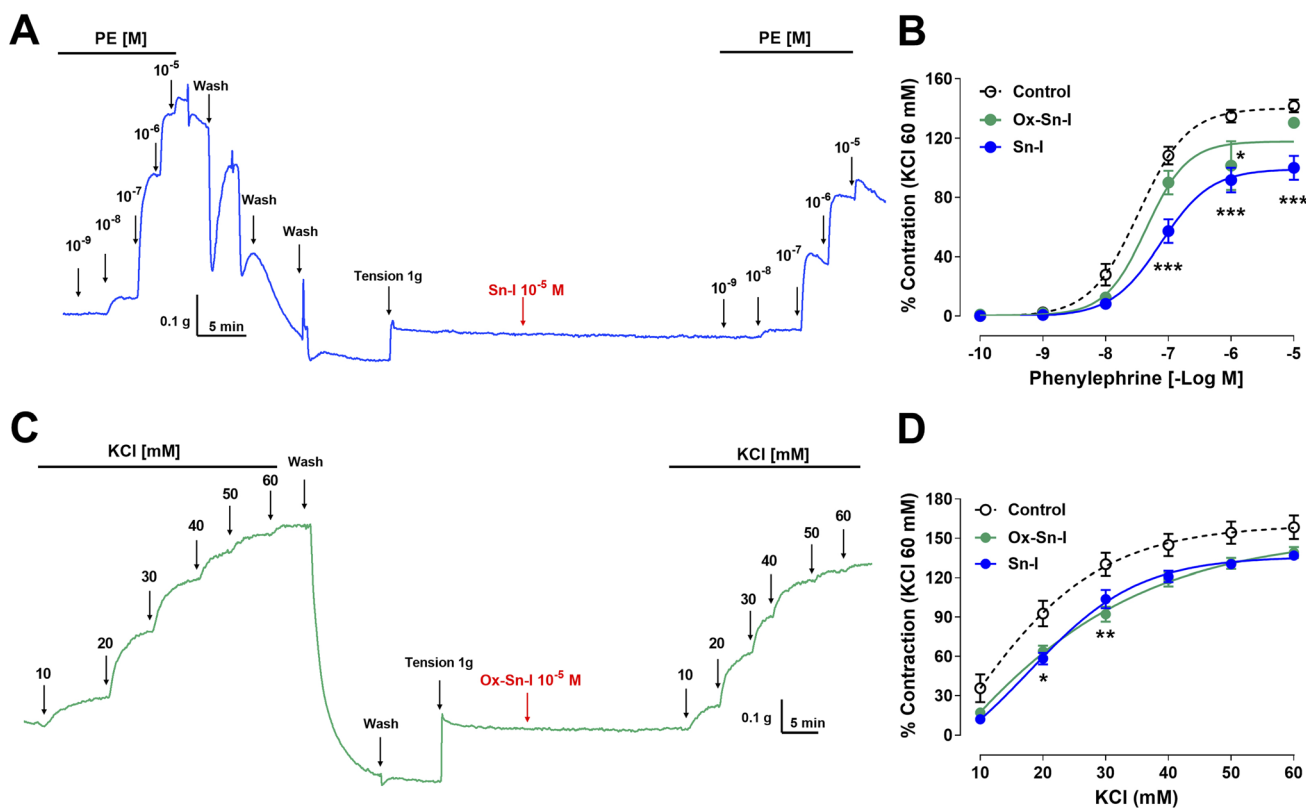 A
PE [M]
10-9
10-8
10-7
10-6
10-5
Wash
Wash
Wash
0.1 g
5 min
Tension 1g
Sn-I 10-5 M
PE [M]
10-9
10-8
10-7
10-6
10-5
B
% Contration (KCl 60 mM)
160
120
80
40
0
Control
Ox-Sn-I
Sn-I
*
***
***
***
-10 -9 -8 -7 -6 -5
Phenylephrine [-Log M]
C
KCl [mM]
10
20
30
40
50
60
Wash
Wash
Tension 1g
Ox-Sn-I 10-5 M
KCl [mM]
10
20
30
40
50
60
0.1 g
5 min
D
% Contraction (KCl 60 mM)
180
150
120
90
60
30
0
Control
Ox-Sn-I
Sn-I
*
**
10 20 30 40 50 60
KCl (mM)